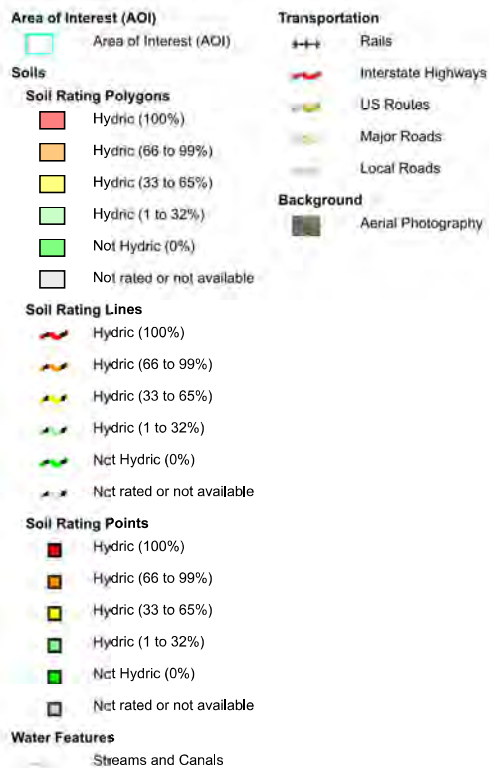 Area of Interest (AOI)
Area of Interest (AOI)
Soils
Soil Rating Polygons
Hydric (100%)
Hydric (66 to 99%)
Hydric (33 to 65%)
Hydric (1 to 32%)
Not Hydric (0%)
Not rated or not available
Soil Rating Lines
Hydric (100%)
Hydric (66 to 99%)
Hydric (33 to 65%)
Hydric (1 to 32%)
Not Hydric (0%)
Not rated or not available
Soil Rating Points
Hydric (100%)
Hydric (66 to 99%)
Hydric (33 to 65%)
Hydric (1 to 32%)
Not Hydric (0%)
Not rated or not available
Water Features
Streams and Canals
Transportation
Rails
Interstate Highways
US Routes
Major Roads
Local Roads
Background
Aerial Photography